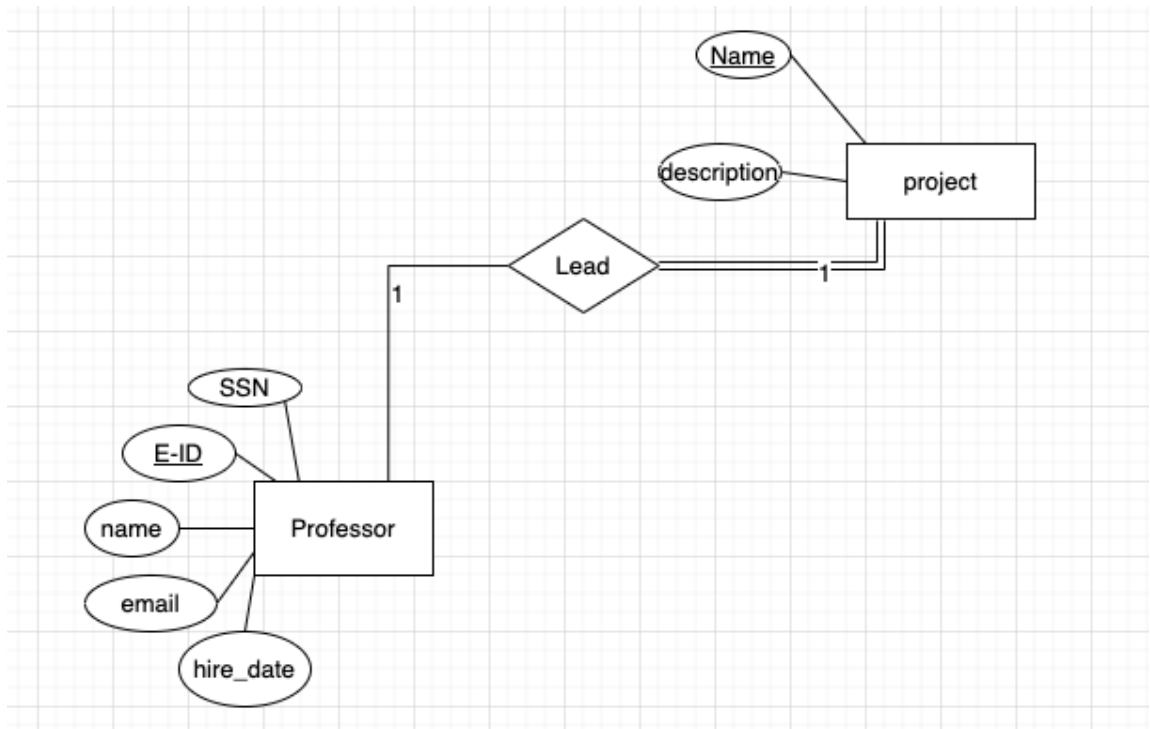 Name
description
project
Lead
1
1
SSN
E-ID
name
Professor
email
hire_date